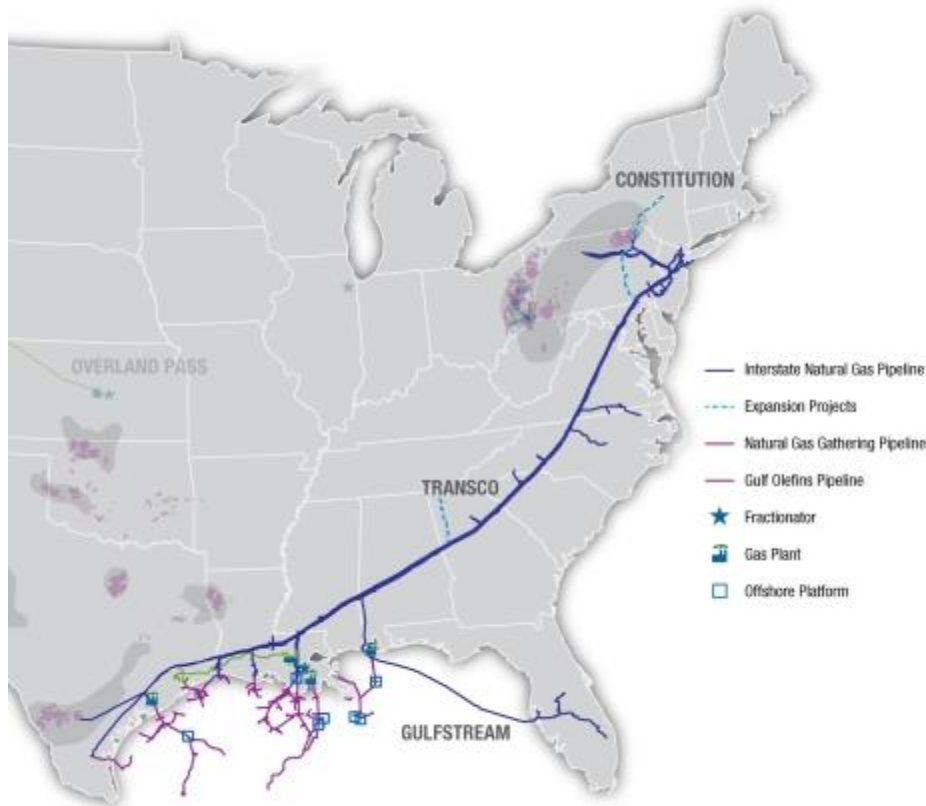 CONSTITUTION
OVERLAND PASS
TRANSCO
GULFSTREAM
Interstate Natural Gas Pipeline
Expansion Projects
Natural Gas Gathering Pipeline
Gulf Olefins Pipeline
Fractionator
Gas Plant
Offshore Platform